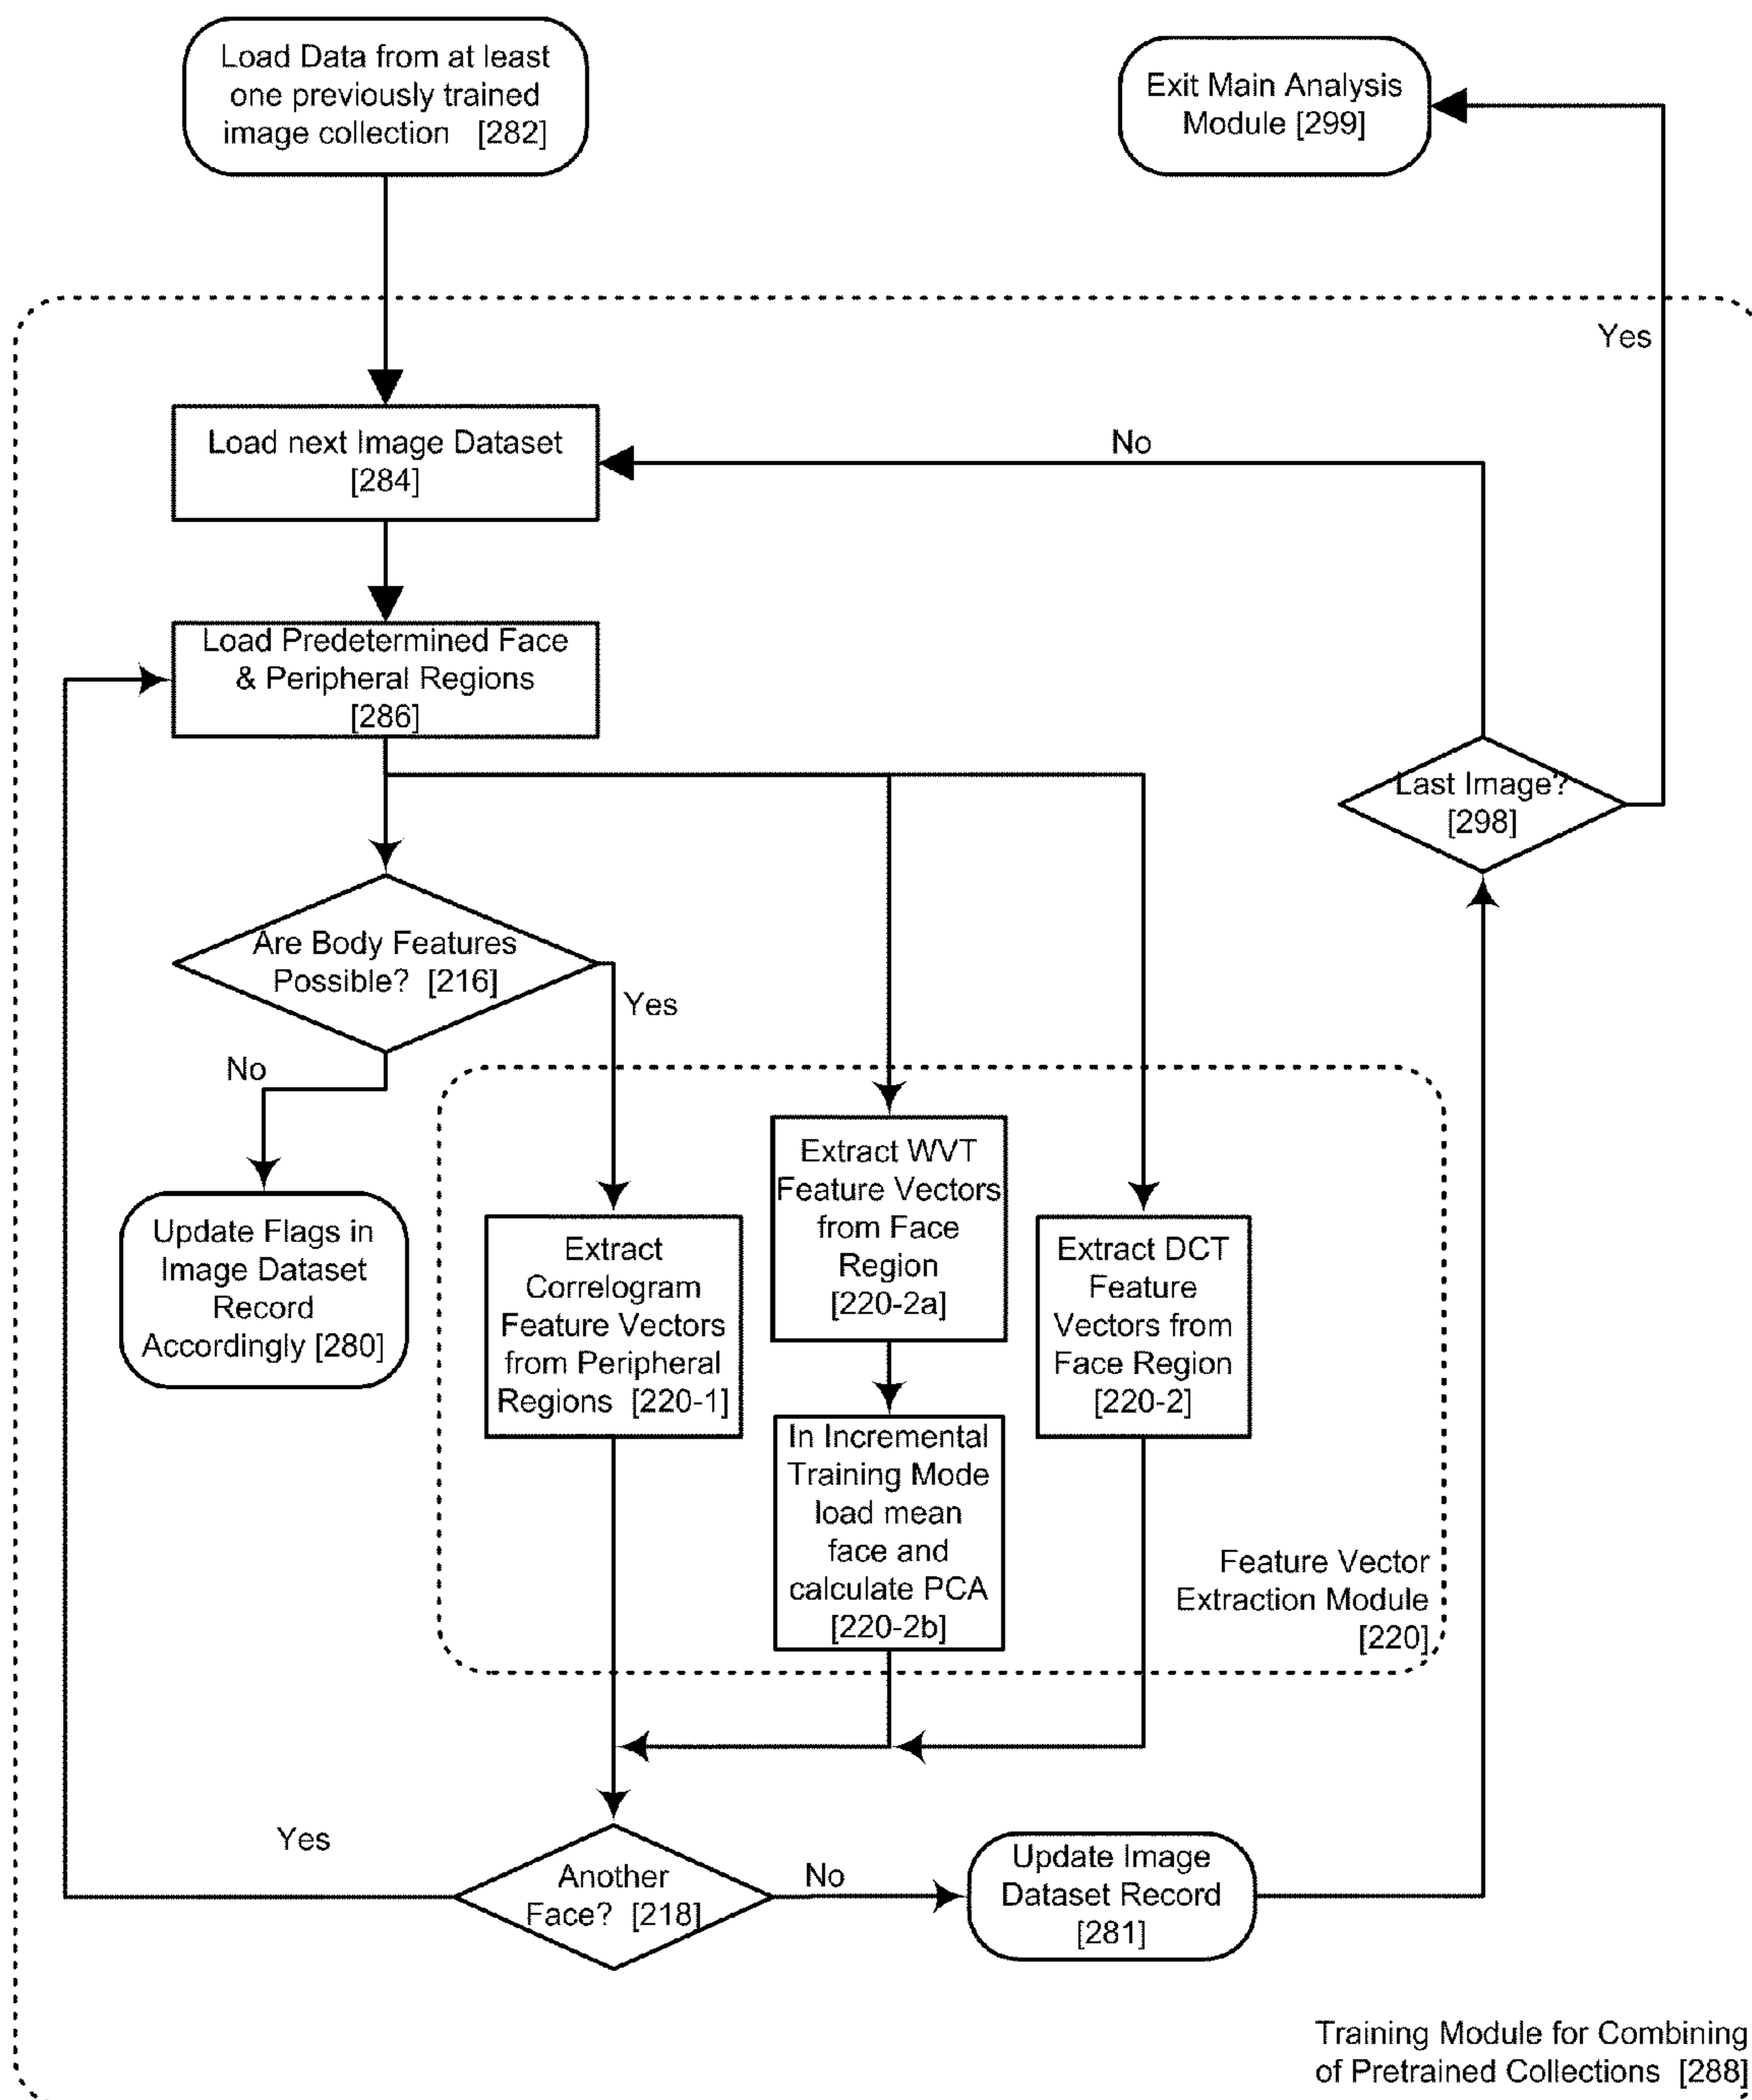 Load Data from at least
one previously trained
image collection [282]
Exit Main Analysis
Module [299]
Yes
Load next Image Dataset
[284]
No
Load Predetermined Face
& Peripheral Regions
[286]
Last Image?
[298]
Are Body Features
Possible? [216]
Yes
No
Update Flags in
Image Dataset
Record
Accordingly [280]
Extract
Correlogram
Feature Vectors
from Peripheral
Regions [220-1]
Extract WVT
Feature Vectors
from Face
Region
[220-2a]
Extract DCT
Feature
Vectors from
Face Region
[220-2]
In Incremental
Training Mode
load mean
face and
calculate PCA
[220-2b]
Feature Vector
Extraction Module
[220]
Yes
Another
Face? [218]
No
Update Image
Dataset Record
[281]
Training Module for Combining
of Pretrained Collections [288]